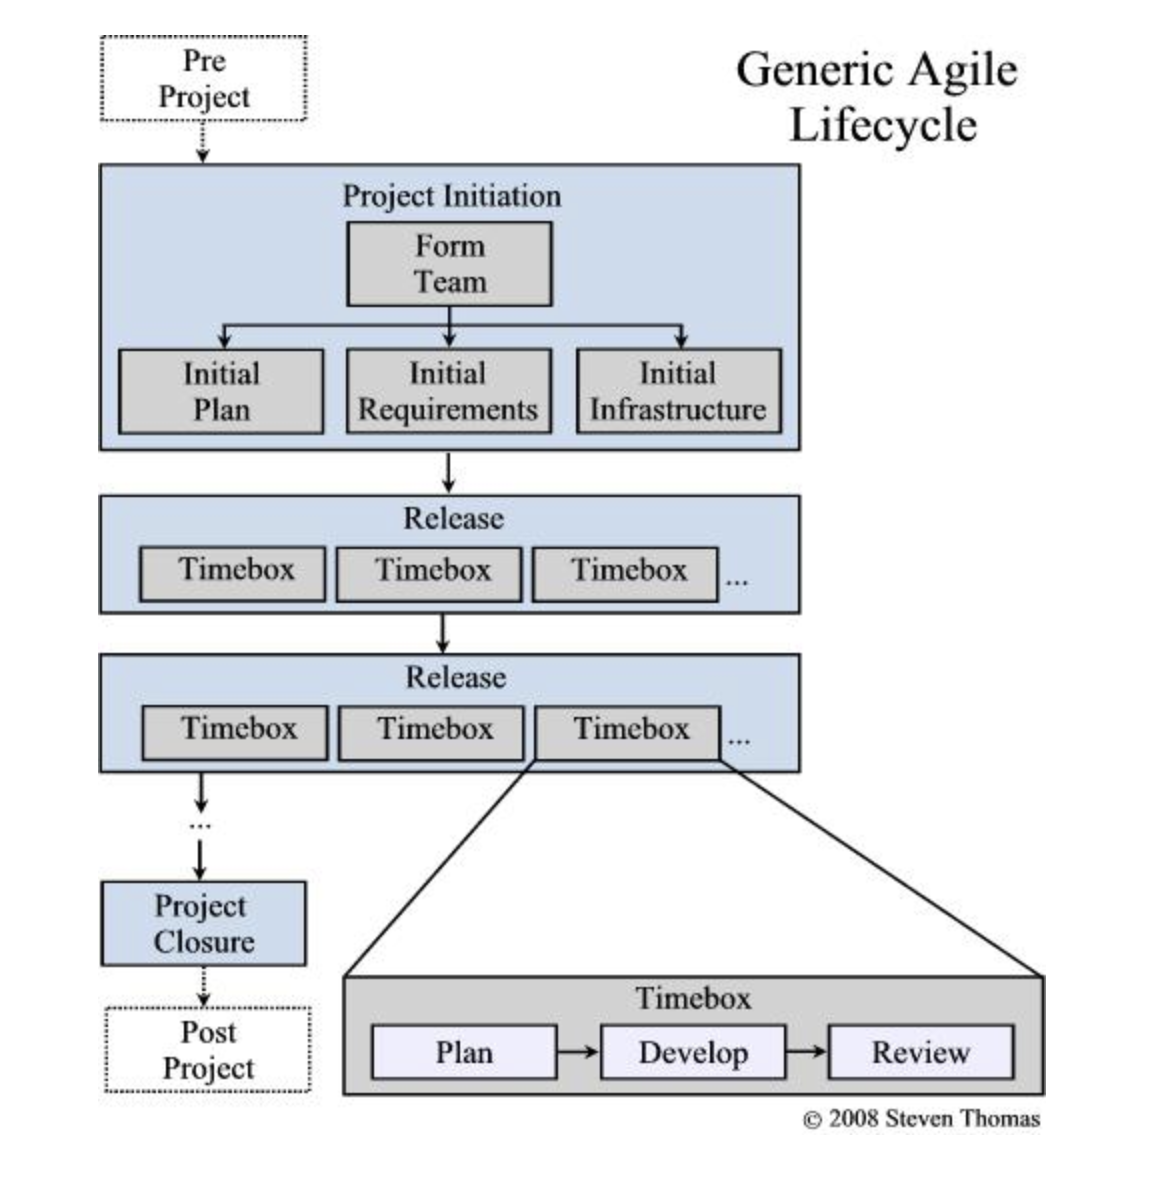 Generic Agile
Lifecycle
Pre
Project
Project Initiation
Form
Team
Initial
Plan
Initial
Requirements
Initial
Infrastructure
Release
Timebox
Timebox
Timebox
...
Release
Timebox
Timebox
Timebox
...
...
Project
Closure
Post
Project
Timebox
Plan
Develop
Review
© 2008 Steven Thomas